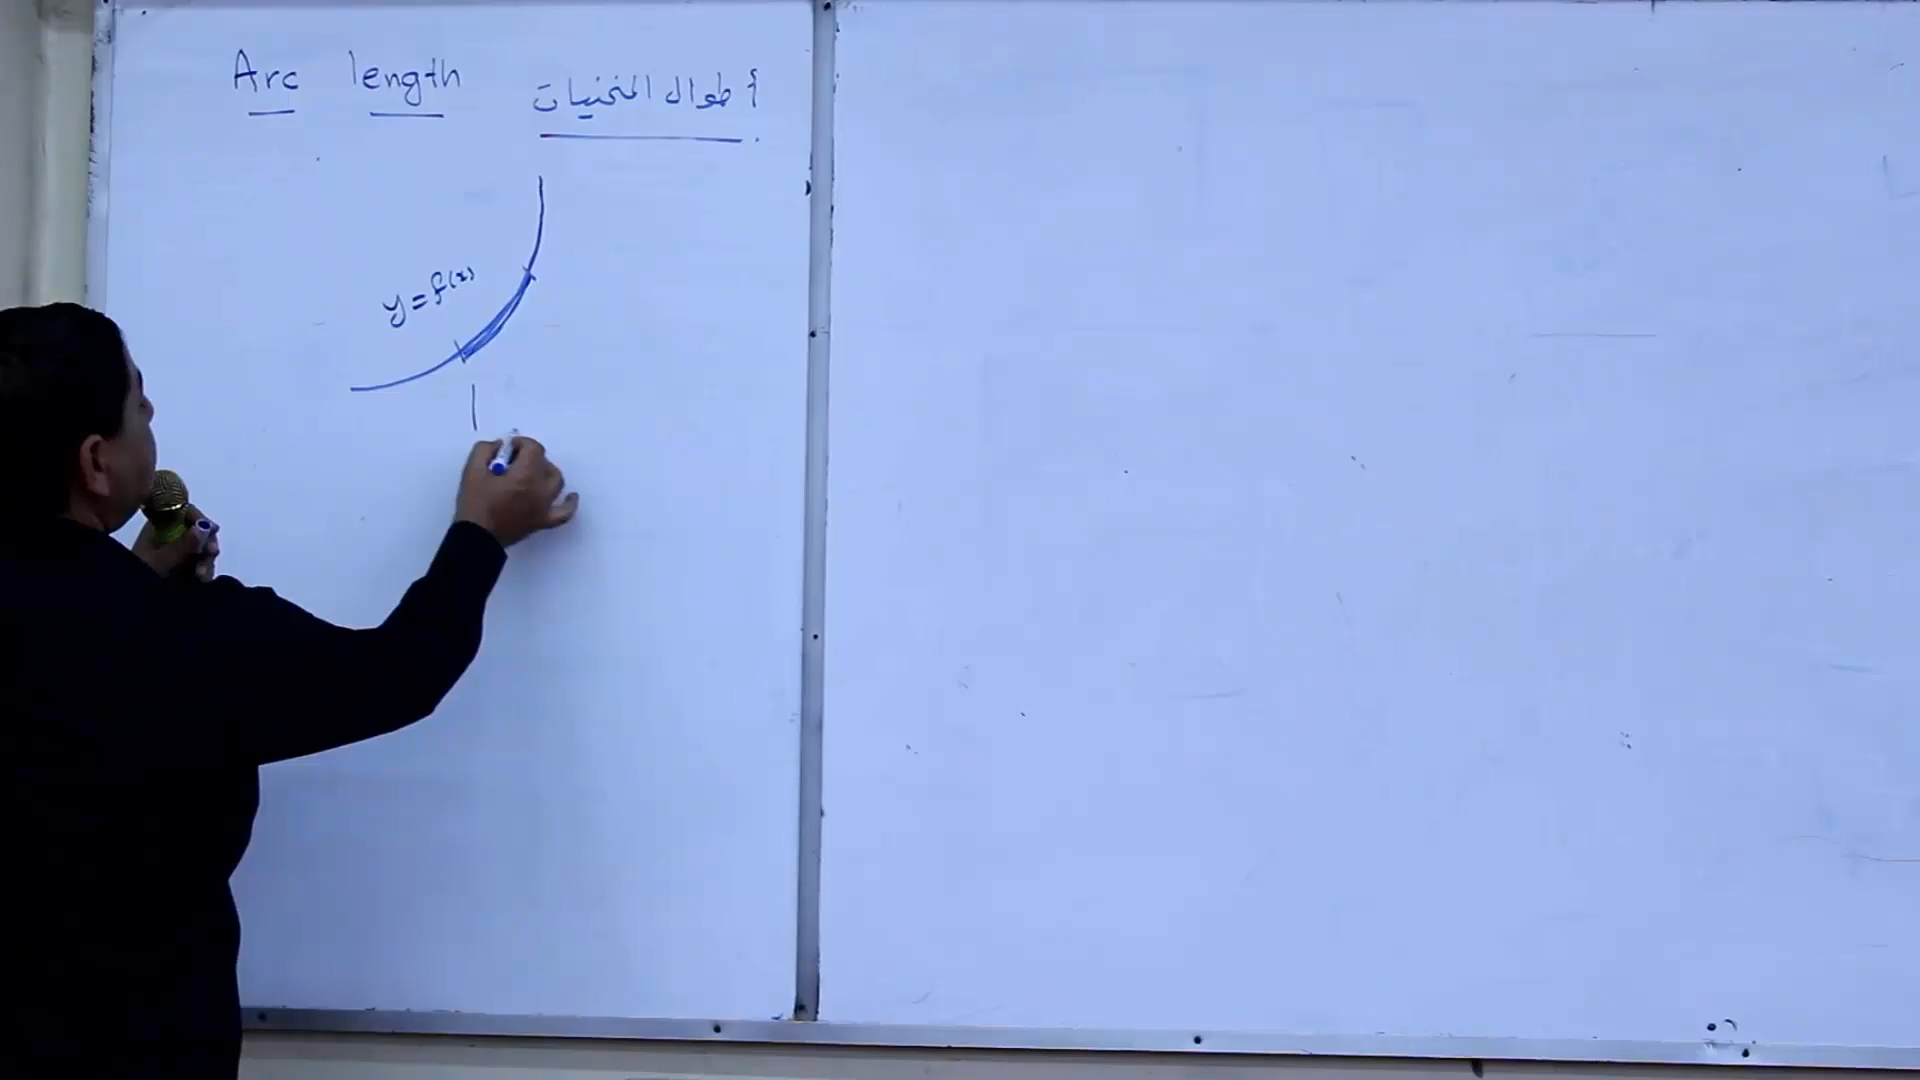 Arc length أطوال المنحنيات
y = f(x)